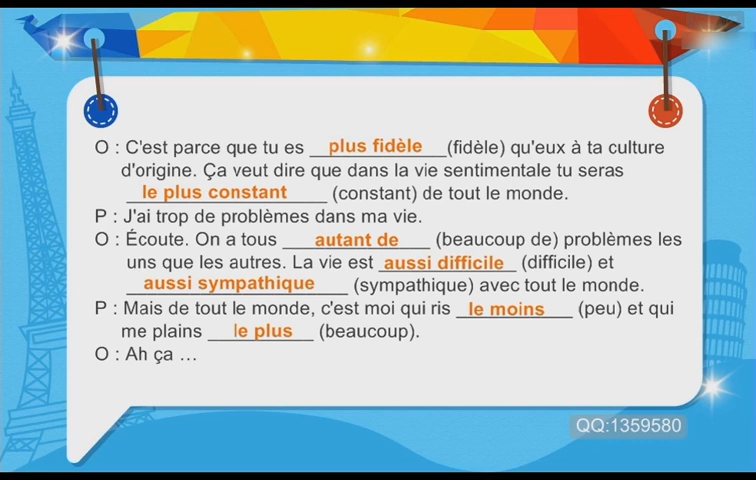 O : C'est parce que tu es plus fidèle (fidèle) qu'eux à ta culture
d'origine. Ça veut dire que dans la vie sentimentale tu seras
le plus constant (constant) de tout le monde.
P : J'ai trop de problèmes dans ma vie.
O : Écoute. On a tous autant de (beaucoup de) problèmes les
uns que les autres. La vie est aussi difficile (difficile) et
aussi sympathique (sympathique) avec tout le monde.
P : Mais de tout le monde, c'est moi qui ris le moins (peu) et qui
me plains le plus (beaucoup).
O : Ah ça ...
QQ:1359580